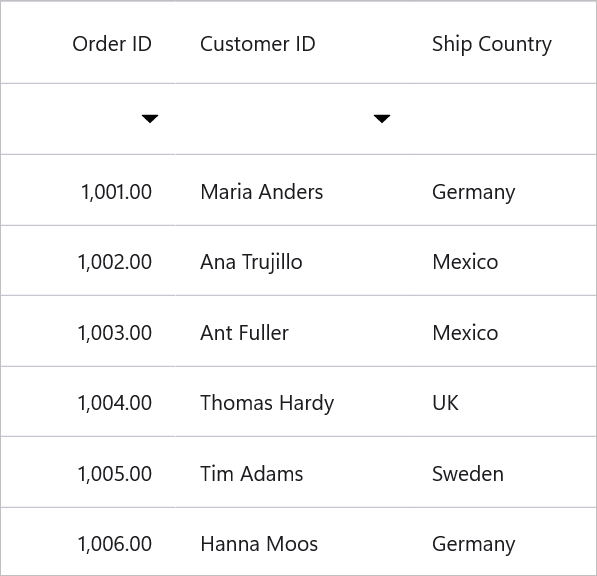 Order ID Customer ID Ship Country
1,001.00 Maria Anders Germany
1,002.00 Ana Trujillo Mexico
1,003.00 Ant Fuller Mexico
1,004.00 Thomas Hardy UK
1,005.00 Tim Adams Sweden
1,006.00 Hanna Moos Germany